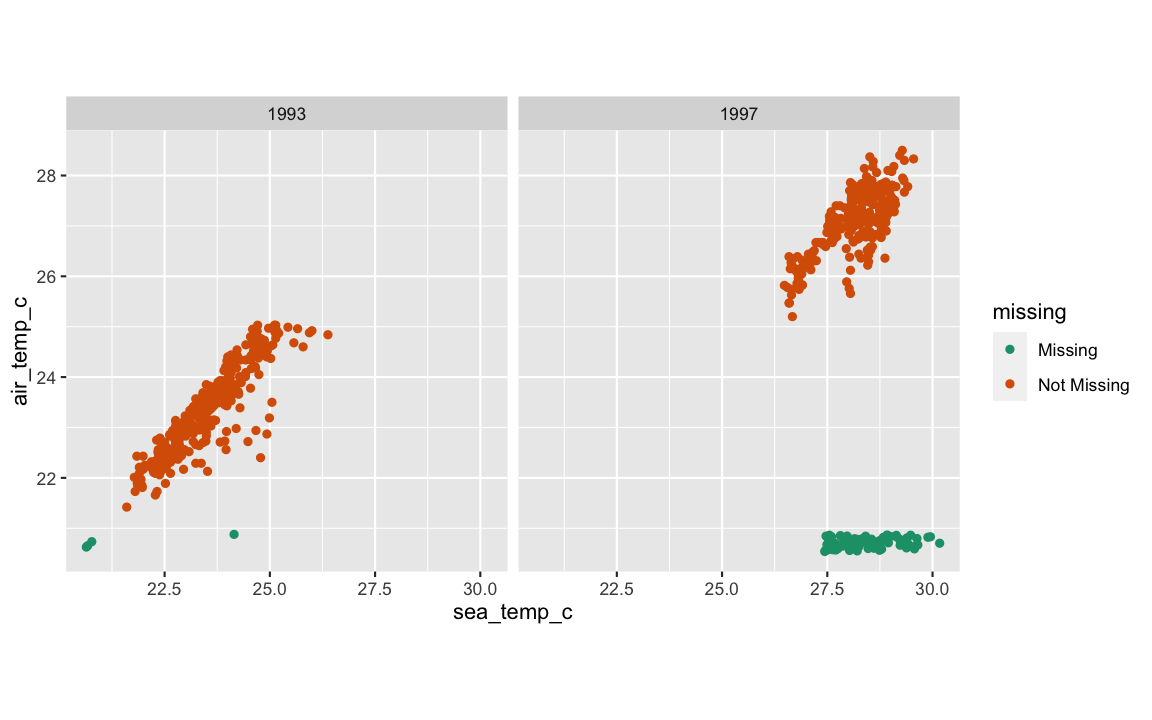 1993 1997
28
26
24
22
air_temp_c
22.5 25.0 27.5 30.0 22.5 25.0 27.5 30.0
sea_temp_c
missing
Missing
Not Missing